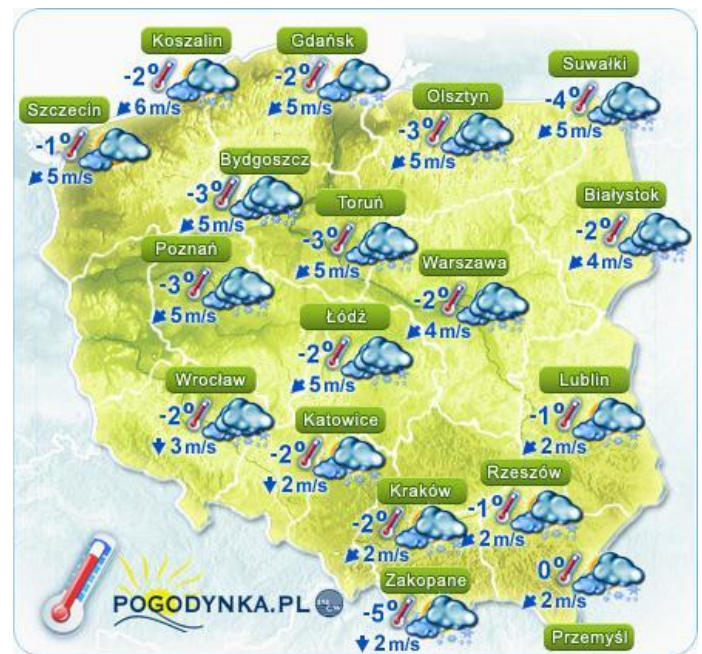 Koszalin
-2°
6 m/s
Gdańsk
-2°
5 m/s
Suwałki
-4°
5 m/s
Szczecin
-1°
5 m/s
Olsztyn
-3°
5 m/s
Bydgoszcz
-3°
5 m/s
Toruń
-3°
5 m/s
Białystok
-2°
4 m/s
Poznań
-3°
5 m/s
Warszawa
-2°
4 m/s
Łódź
-2°
5 m/s
Wrocław
-2°
3 m/s
Katowice
-2°
2 m/s
Lublin
-1°
2 m/s
Kraków
-2°
2 m/s
Rzeszów
-1°
2 m/s
Zakopane
-5°
2 m/s
0°
2 m/s
Przemyśl
POGODYNKA.PL